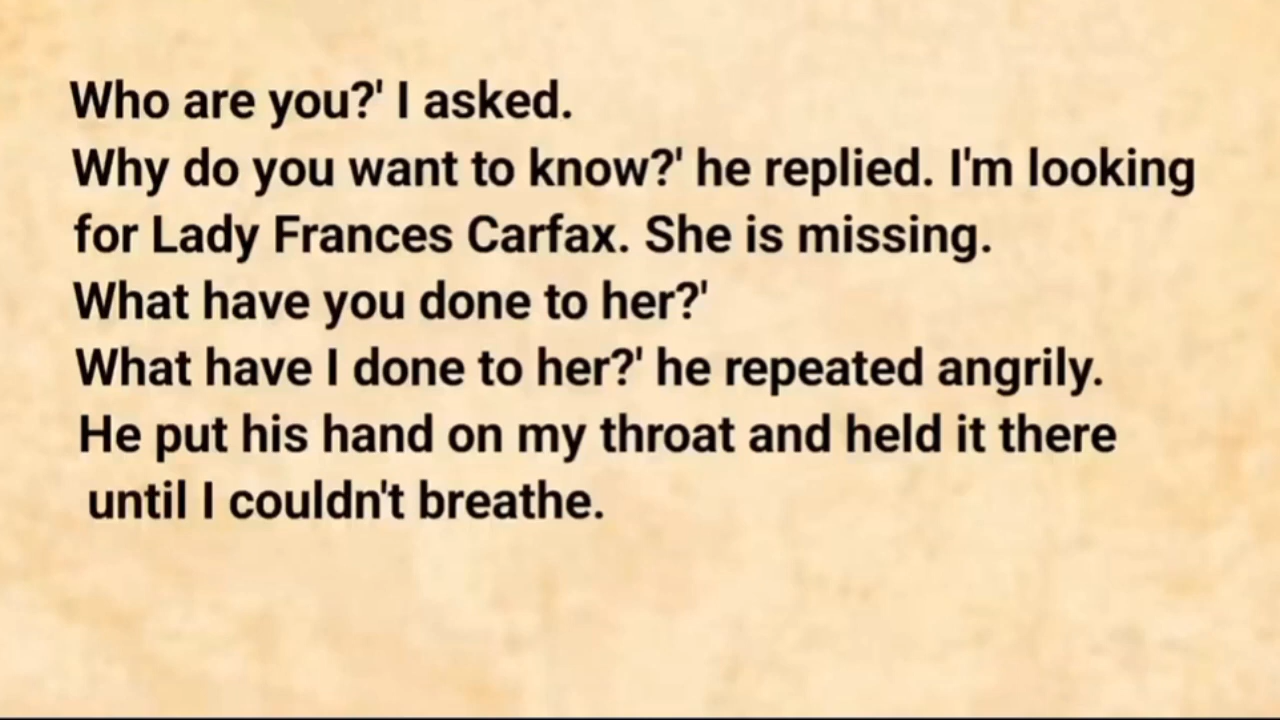 Who are you?' I asked.
Why do you want to know?' he replied. I'm looking
for Lady Frances Carfax. She is missing.
What have you done to her?'
What have I done to her?' he repeated angrily.
He put his hand on my throat and held it there
until I couldn't breathe.